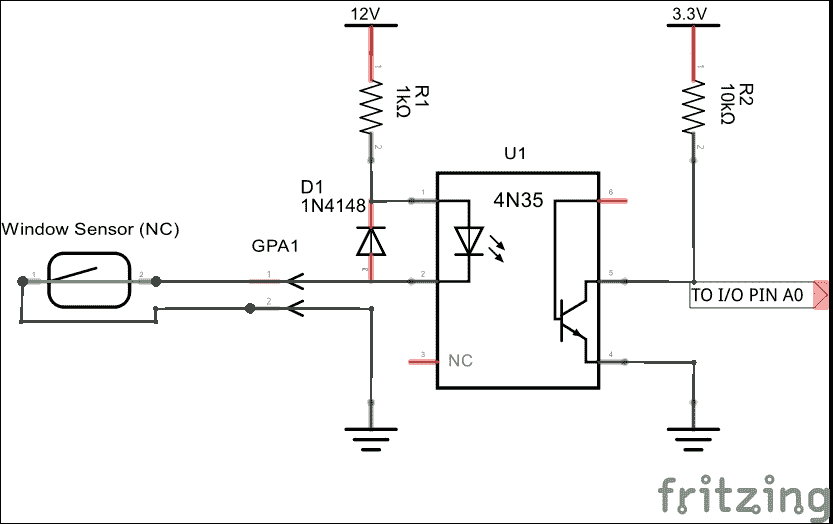 12V
3.3V
1
1
R1
1kΩ
R2
10kΩ
2
2
U1
D1
1N4148
1
4N35
6
Window Sensor (NC)
GPA1
1
2
1
2
5
TO I/O PIN A0
2
3
NC
4
fritzing